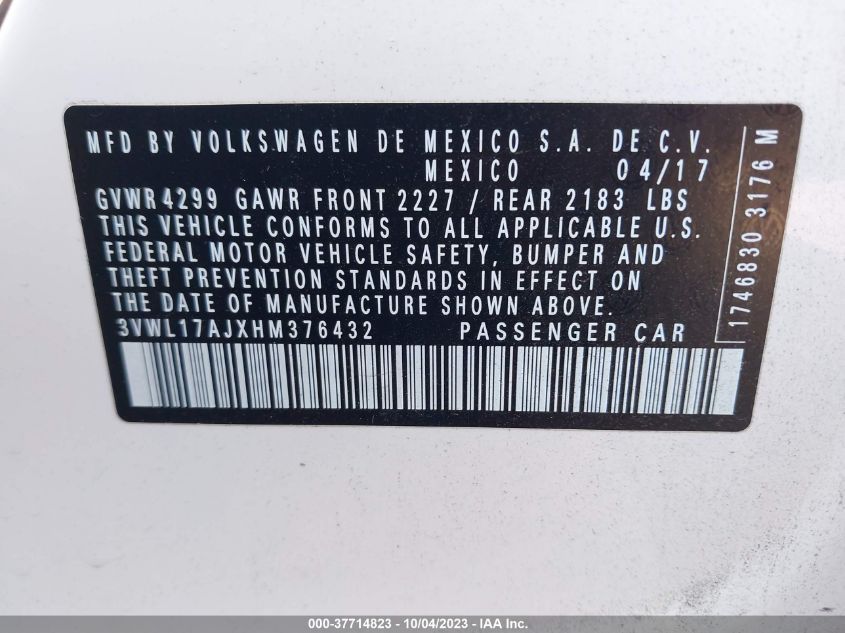 MFD BY VOLKSWAGEN DE MEXICO S.A. DE C.V.
MEXICO 04/17
GVWR 4299 GAWR FRONT 2227 / REAR 2183 LBS
THIS VEHICLE CONFORMS TO ALL APPLICABLE U.S.
FEDERAL MOTOR VEHICLE SAFETY, BUMPER AND
THEFT PREVENTION STANDARDS IN EFFECT ON
THE DATE OF MANUFACTURE SHOWN ABOVE.
3VWL17AJXHM376432 PASSENGER CAR
1746830 3176 M
000-37714823 - 10/04/2023 - IAA Inc.